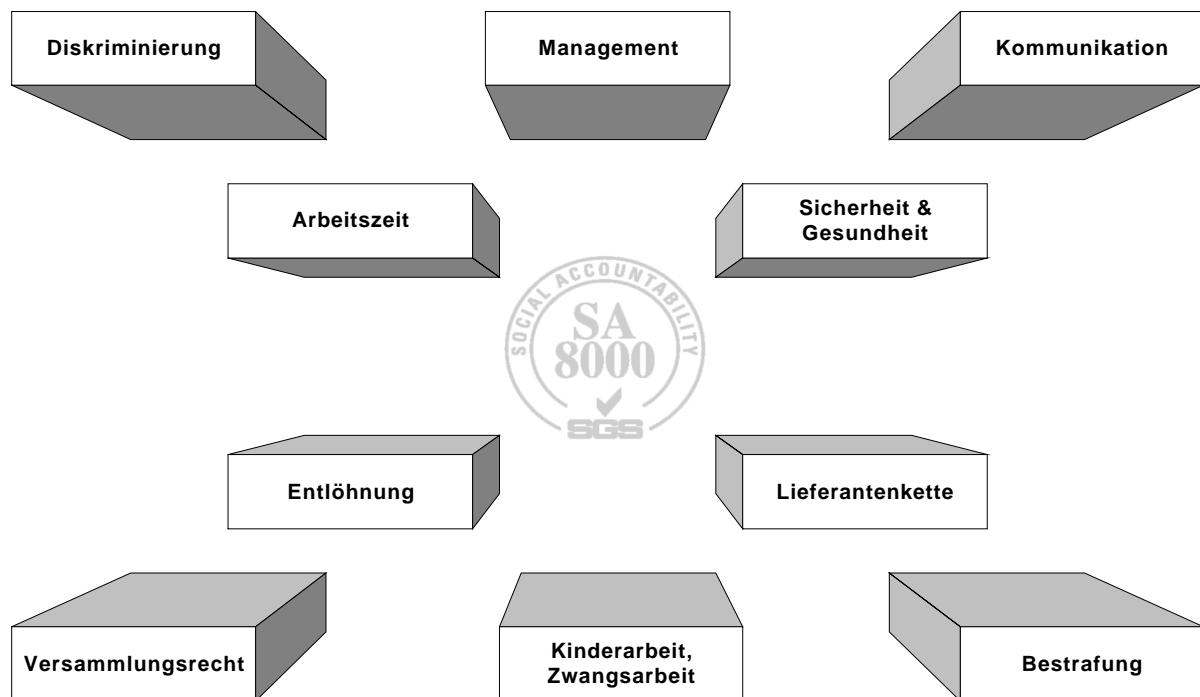 Diskriminierung
Management
Kommunikation
Arbeitszeit
Sicherheit &
Gesundheit
SOCIAL ACCOUNTABILITY
SA
8000
SGS
Entlöhnung
Lieferantenkette
Versammlungsrecht
Kinderarbeit,
Zwangsarbeit
Bestrafung